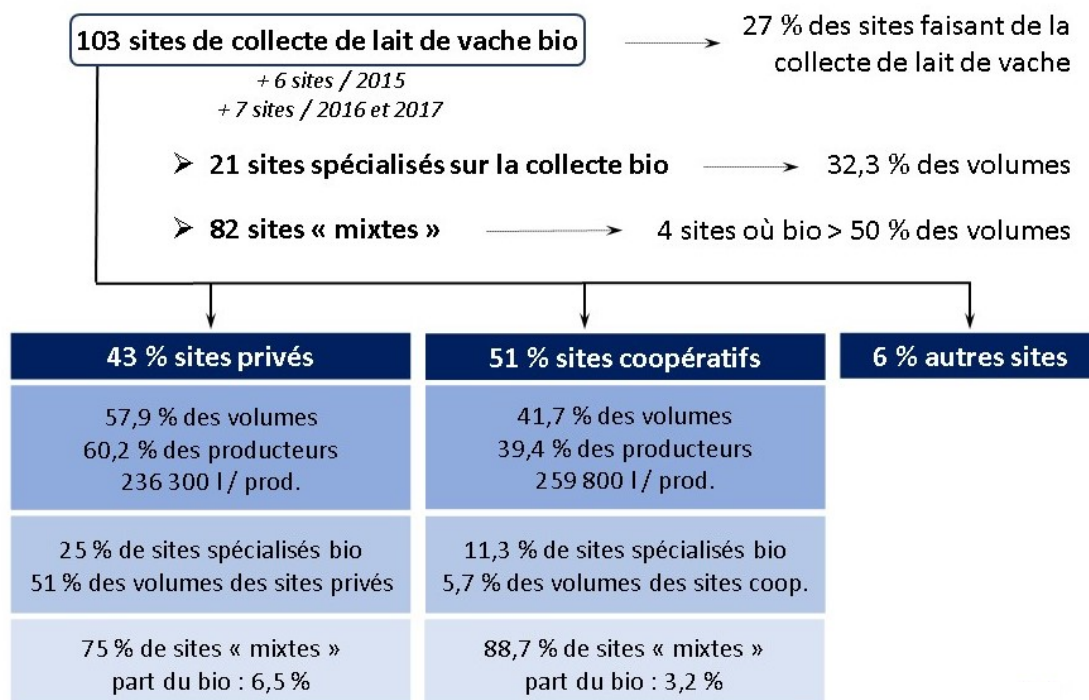 103 sites de collecte de lait de vache bio
27 % des sites faisant de la
collecte de lait de vache
+ 6 sites / 2015
+ 7 sites / 2016 et 2017
➤ 21 sites spécialisés sur la collecte bio
32,3 % des volumes
➤ 82 sites « mixtes »
4 sites où bio > 50 % des volumes
43 % sites privés
57,9 % des volumes
60,2 % des producteurs
236 300 l / prod.
25 % de sites spécialisés bio
51 % des volumes des sites privés
75 % de sites « mixtes »
part du bio : 6,5 %
51 % sites coopératifs
41,7 % des volumes
39,4 % des producteurs
259 800 l / prod.
11,3 % de sites spécialisés bio
5,7 % des volumes des sites coop.
88,7 % de sites « mixtes »
part du bio : 3,2 %
6 % autres sites